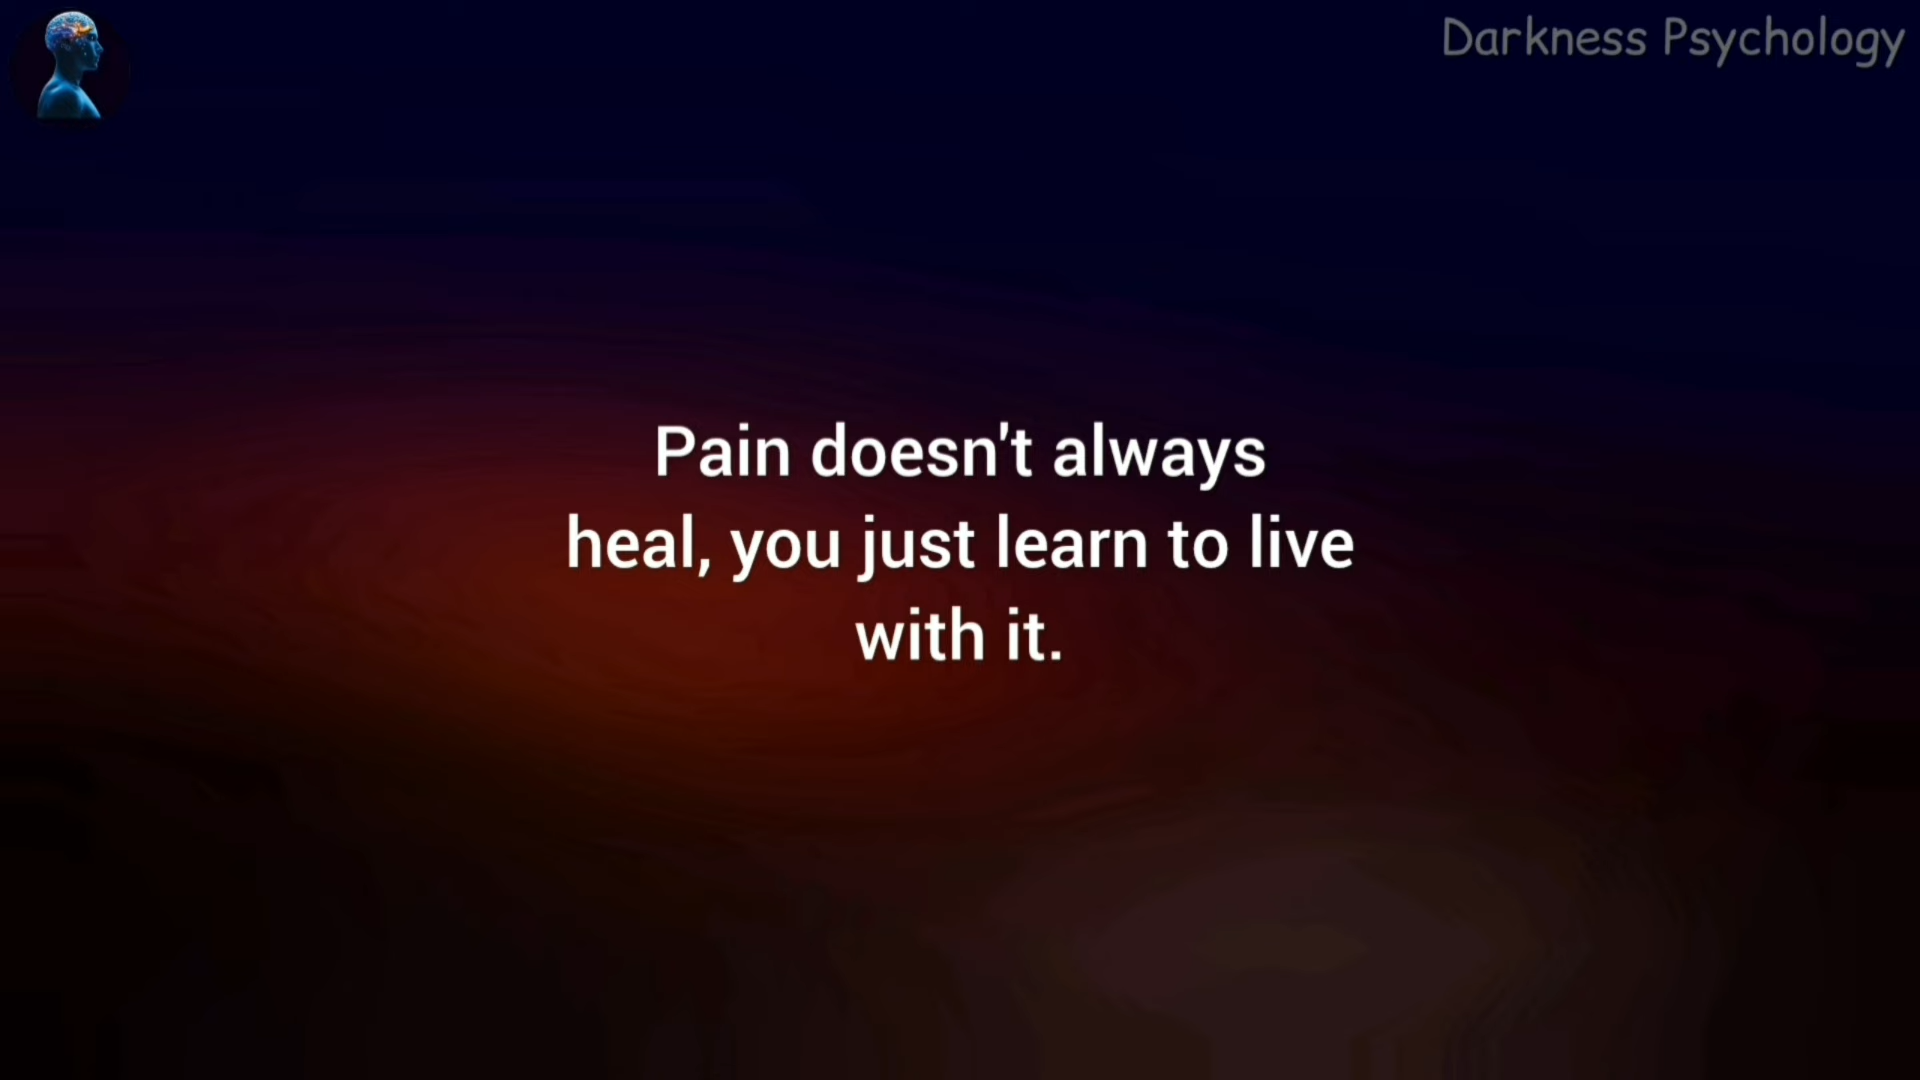 Darkness Psychology
Pain doesn't always
heal, you just learn to live
with it.